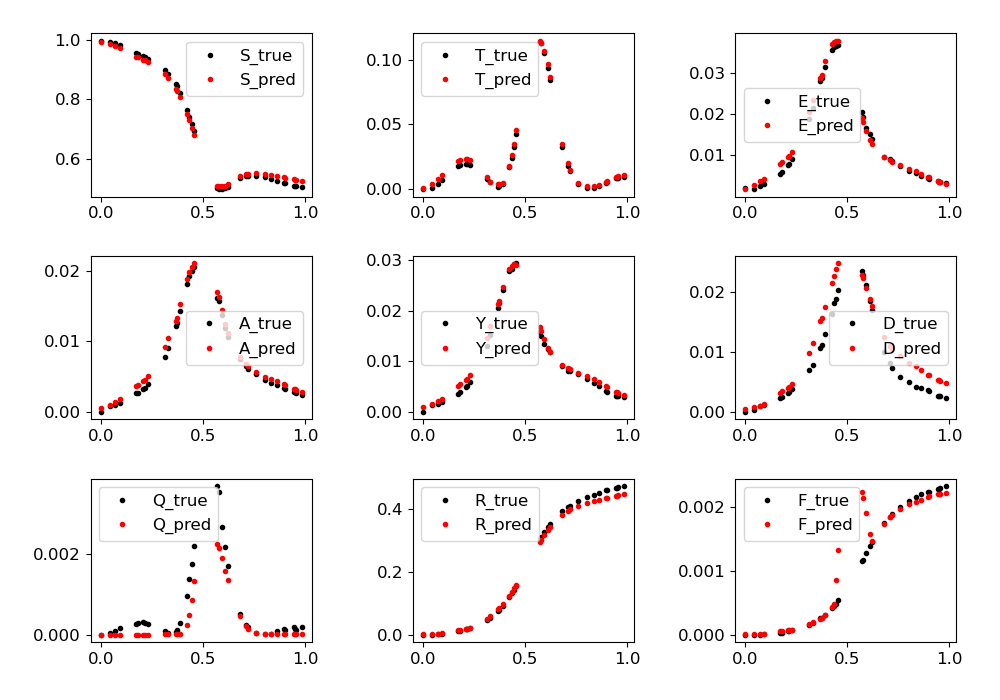 1.0
0.8
0.6
S_true
S_pred
0.0 0.5 1.0
0.10
0.05
0.00
T_true
T_pred
0.0 0.5 1.0
0.03
0.02
0.01
E_true
E_pred
0.0 0.5 1.0
0.02
0.01
0.00
A_true
A_pred
0.0 0.5 1.0
0.03
0.02
0.01
0.00
Y_true
Y_pred
0.0 0.5 1.0
0.02
0.01
0.00
D_true
D_pred
0.0 0.5 1.0
0.002
0.000
Q_true
Q_pred
0.0 0.5 1.0
0.4
0.2
0.0
R_true
R_pred
0.0 0.5 1.0
0.002
0.001
0.000
F_true
F_pred
0.0 0.5 1.0